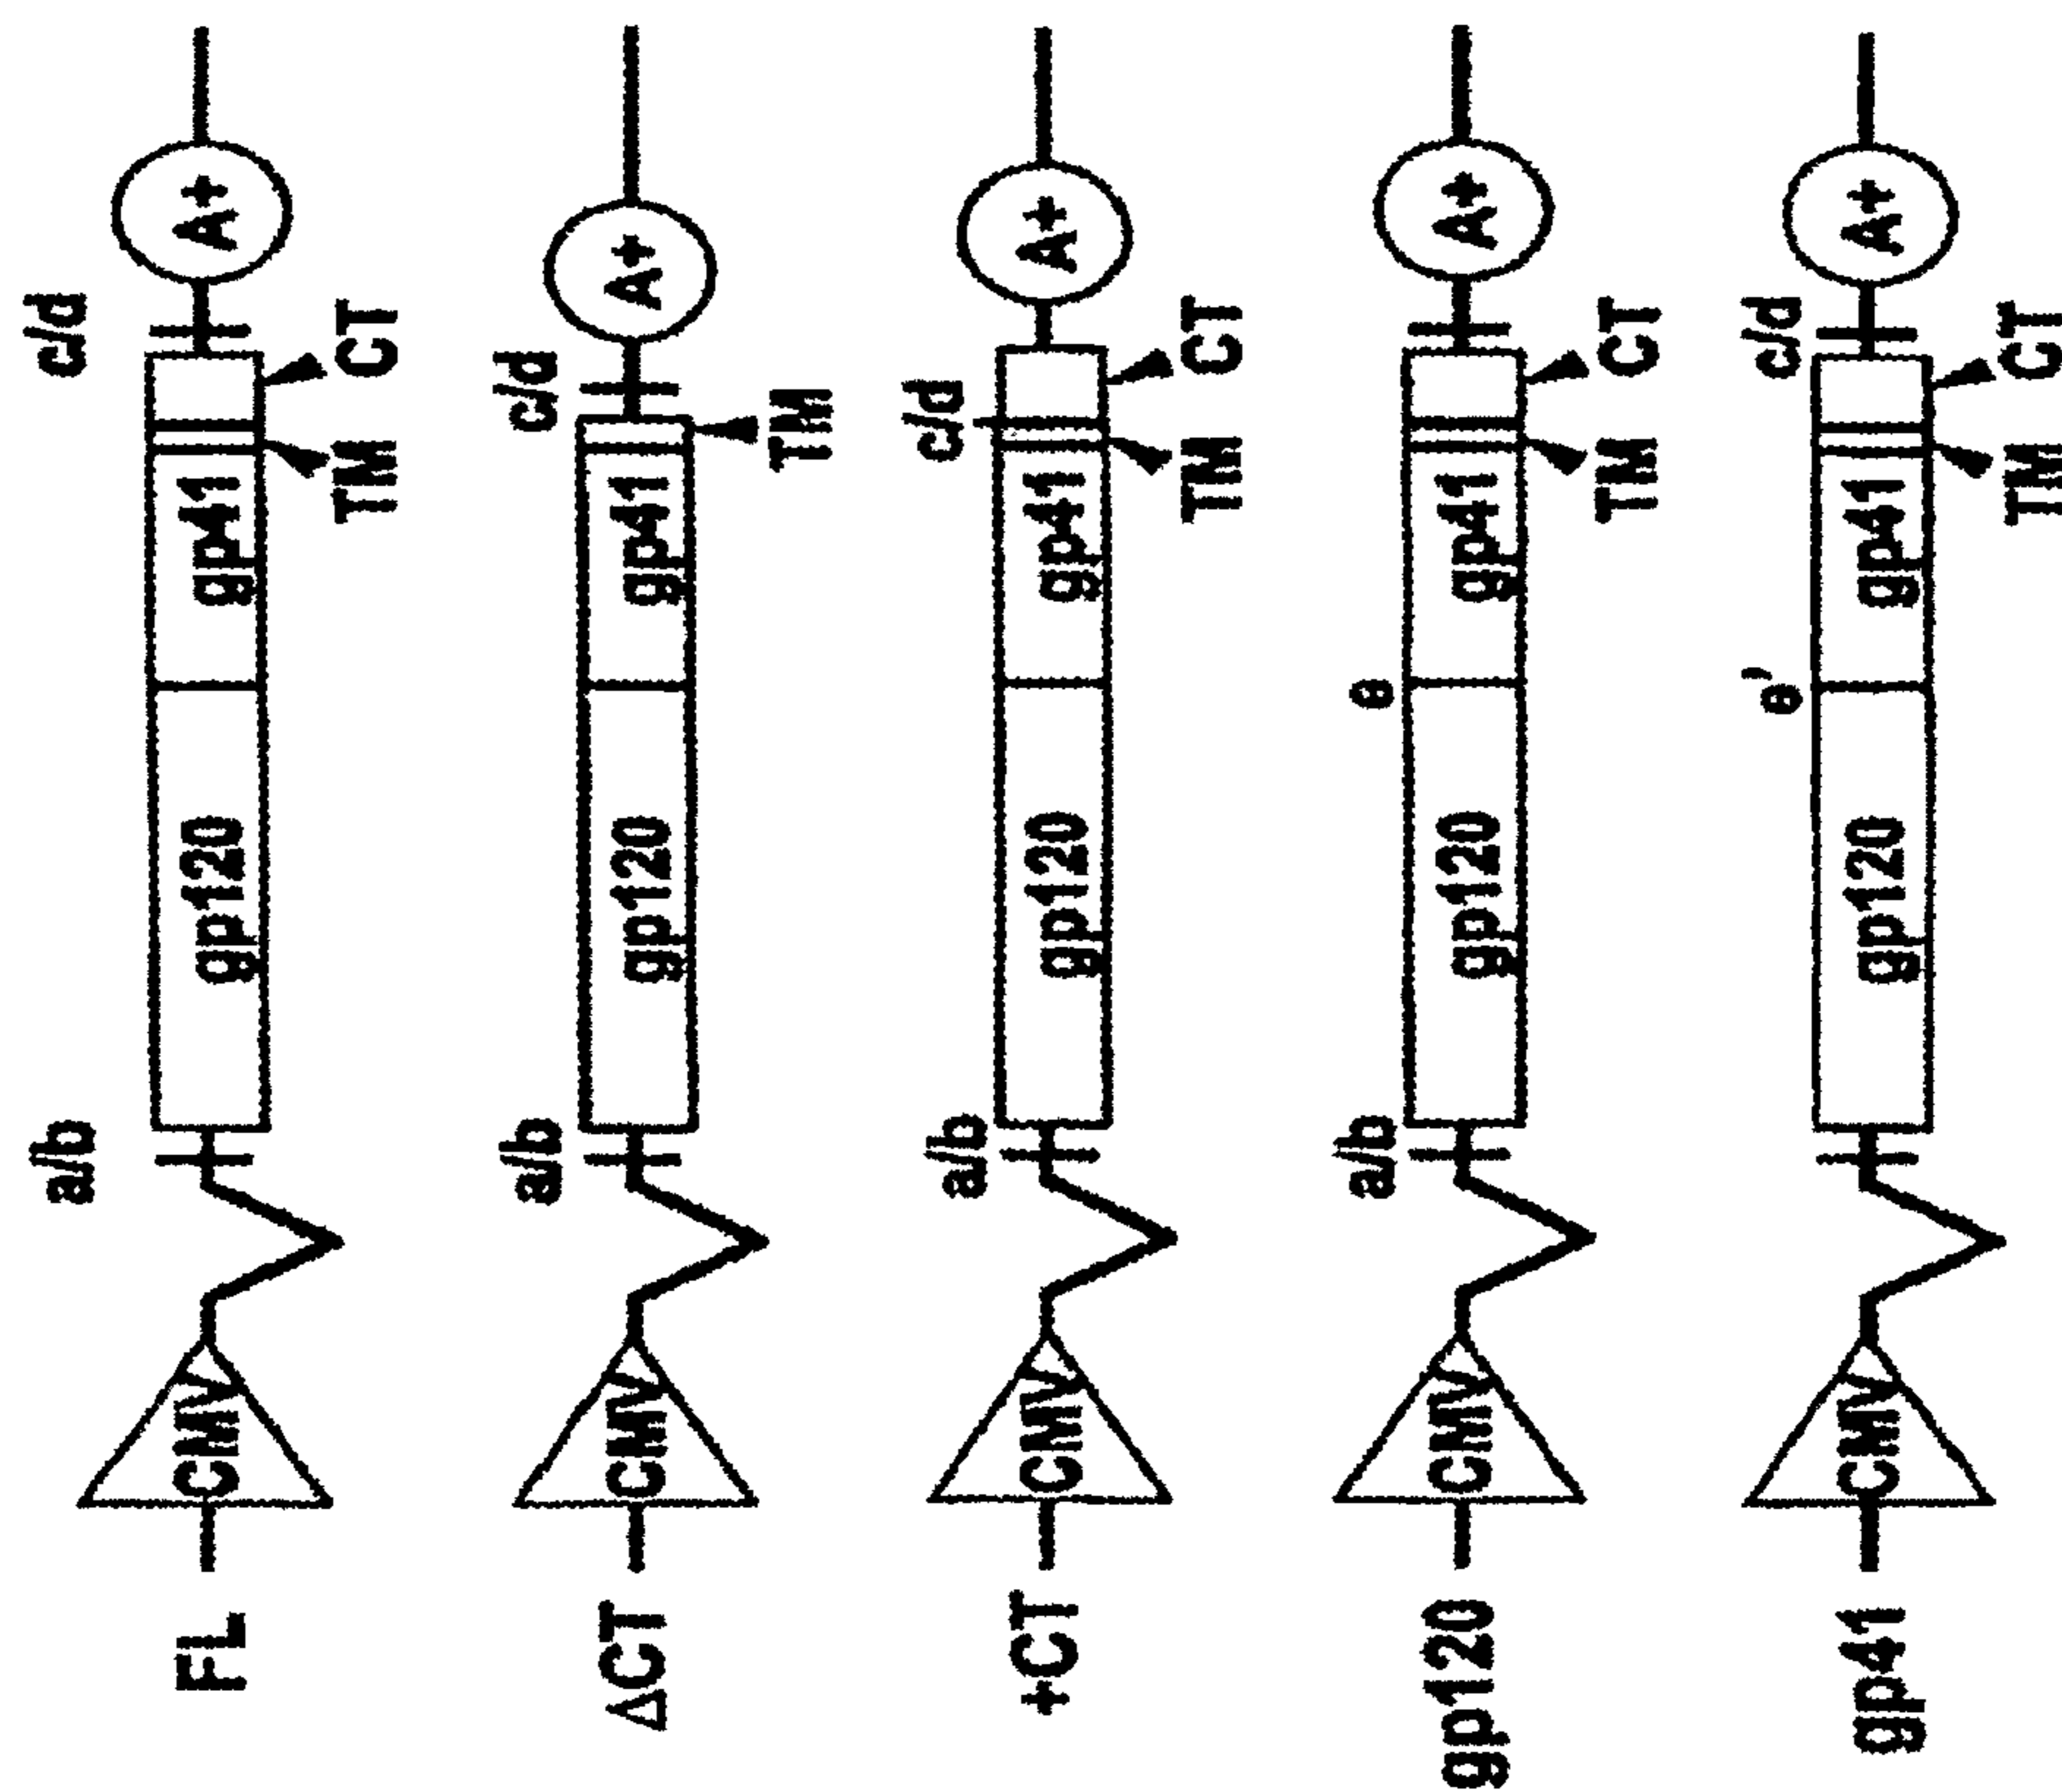 FL CMV a/b gp120 gp41 TM CT c/d A+
ΔCT CMV a/b gp120 gp41 TM c/d A+
+CT CMV a/b gp120 gp41 c/d TM CT A+
gp120 CMV a/b gp120 e gp41 TM CT A+
gp41 CMV gp120 e' gp41 TM CT c/d A+